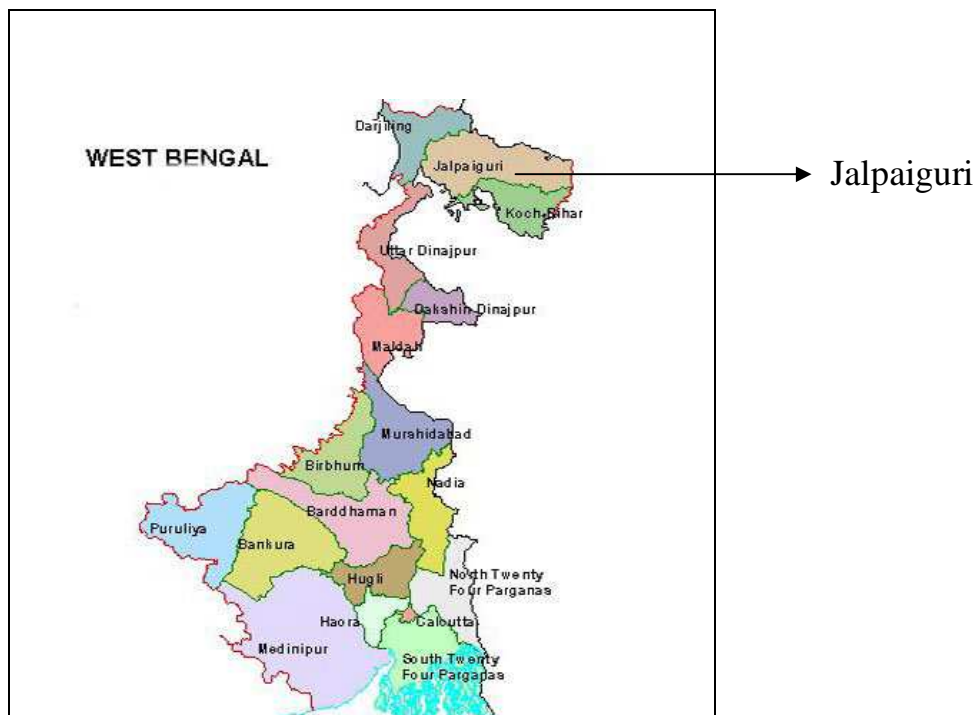 Darjiling
WEST BENGAL
Jalpaiguri
Jalpaiguri
Koch Bihar
Uttar Dinajpur
Dakshin Dinajpur
Maldah
Murshidabad
Birbhum
Nadia
Barddhaman
Puruliya
Bankura
Hugli
North Twenty
Four Parganas
Haora
Calcutta
Medinipur
South Twenty
Four Parganas